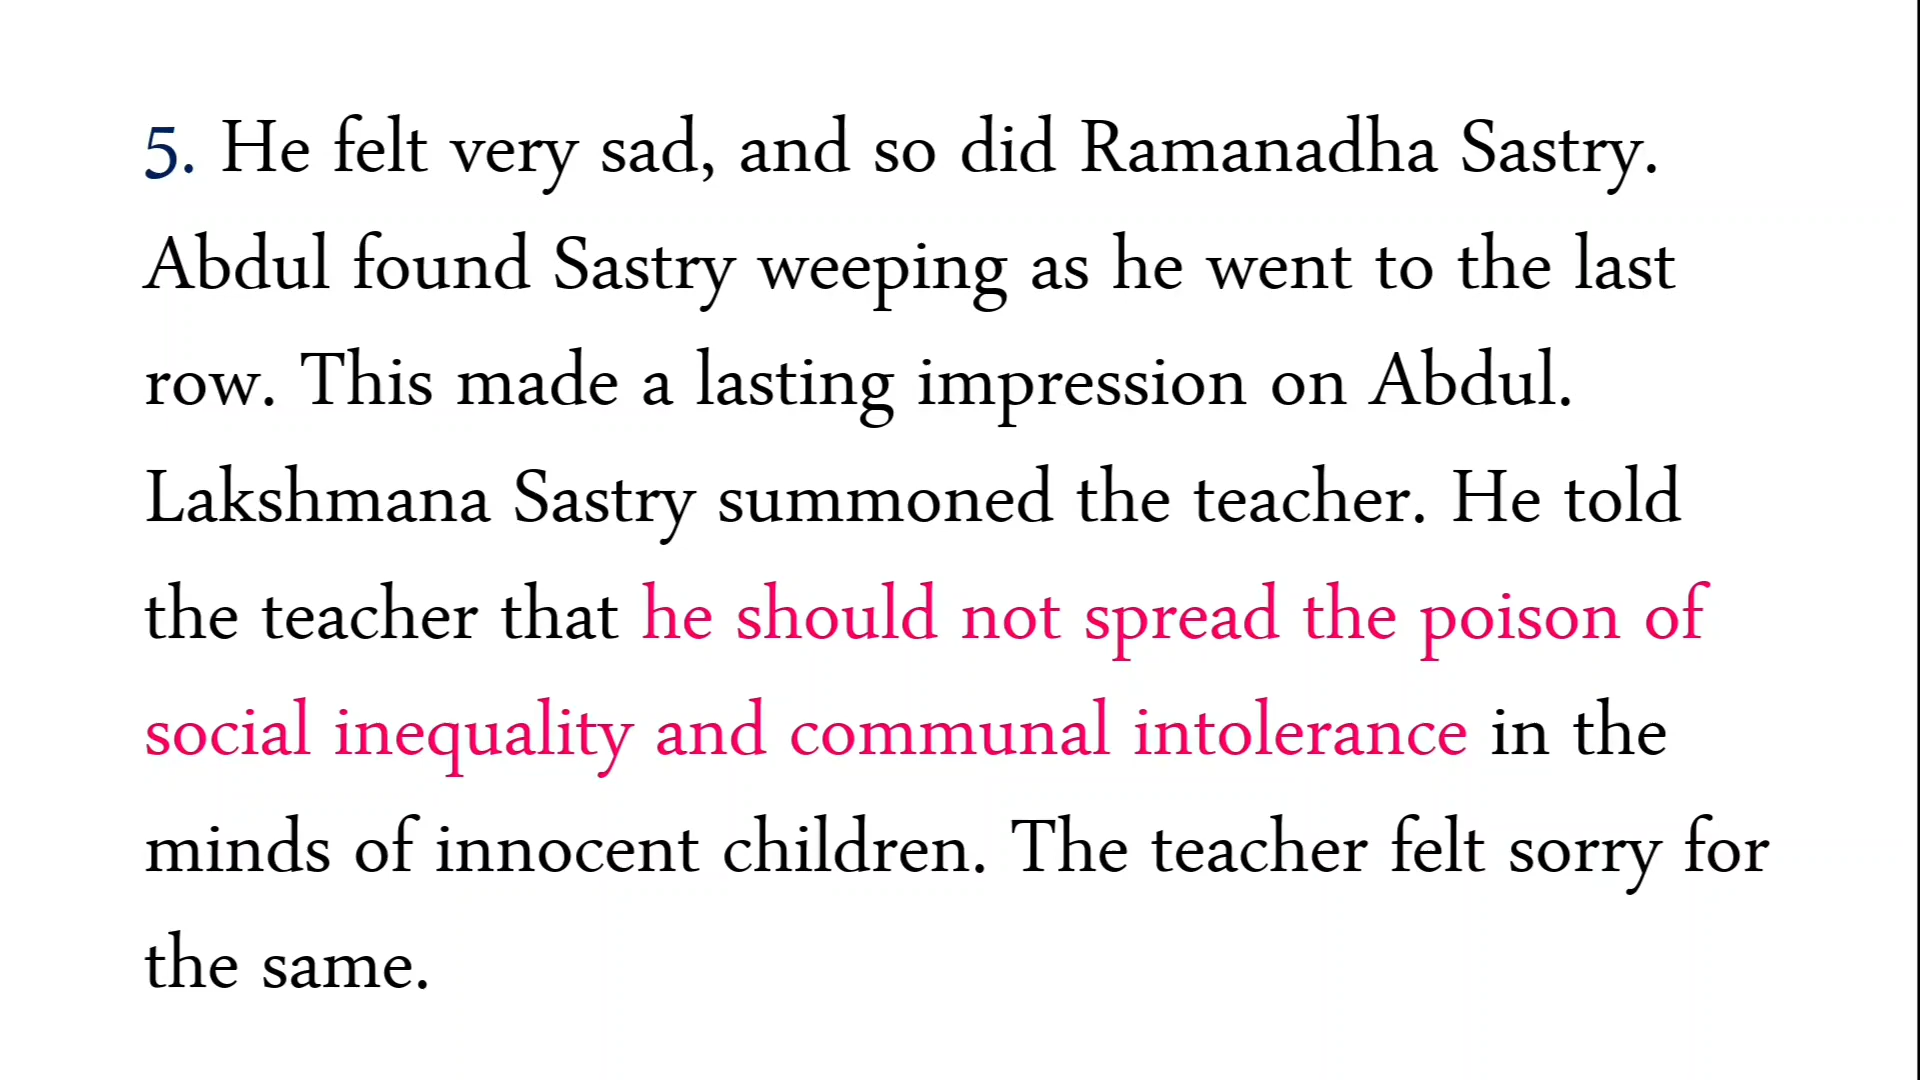 5. He felt very sad, and so did Ramanadha Sastry.
Abdul found Sastry weeping as he went to the last
row. This made a lasting impression on Abdul.
Lakshmana Sastry summoned the teacher. He told
the teacher that he should not spread the poison of
social inequality and communal intolerance in the
minds of innocent children. The teacher felt sorry for
the same.